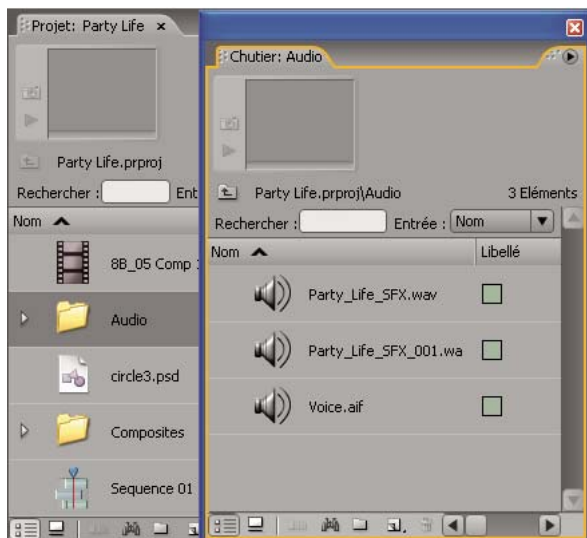 Projet: Party Life ×
Party Life.prproj
Rechercher : Ent
Nom
8B_05 Comp
Audio
circle3.psd
Composites
Sequence 01
Chutier: Audio
Party Life.prproj\Audio 3 Eléments
Rechercher : Entrée : Nom
Nom Libellé
Party_Life_SFX.wav
Party_Life_SFX_001.wa
Voice.aif